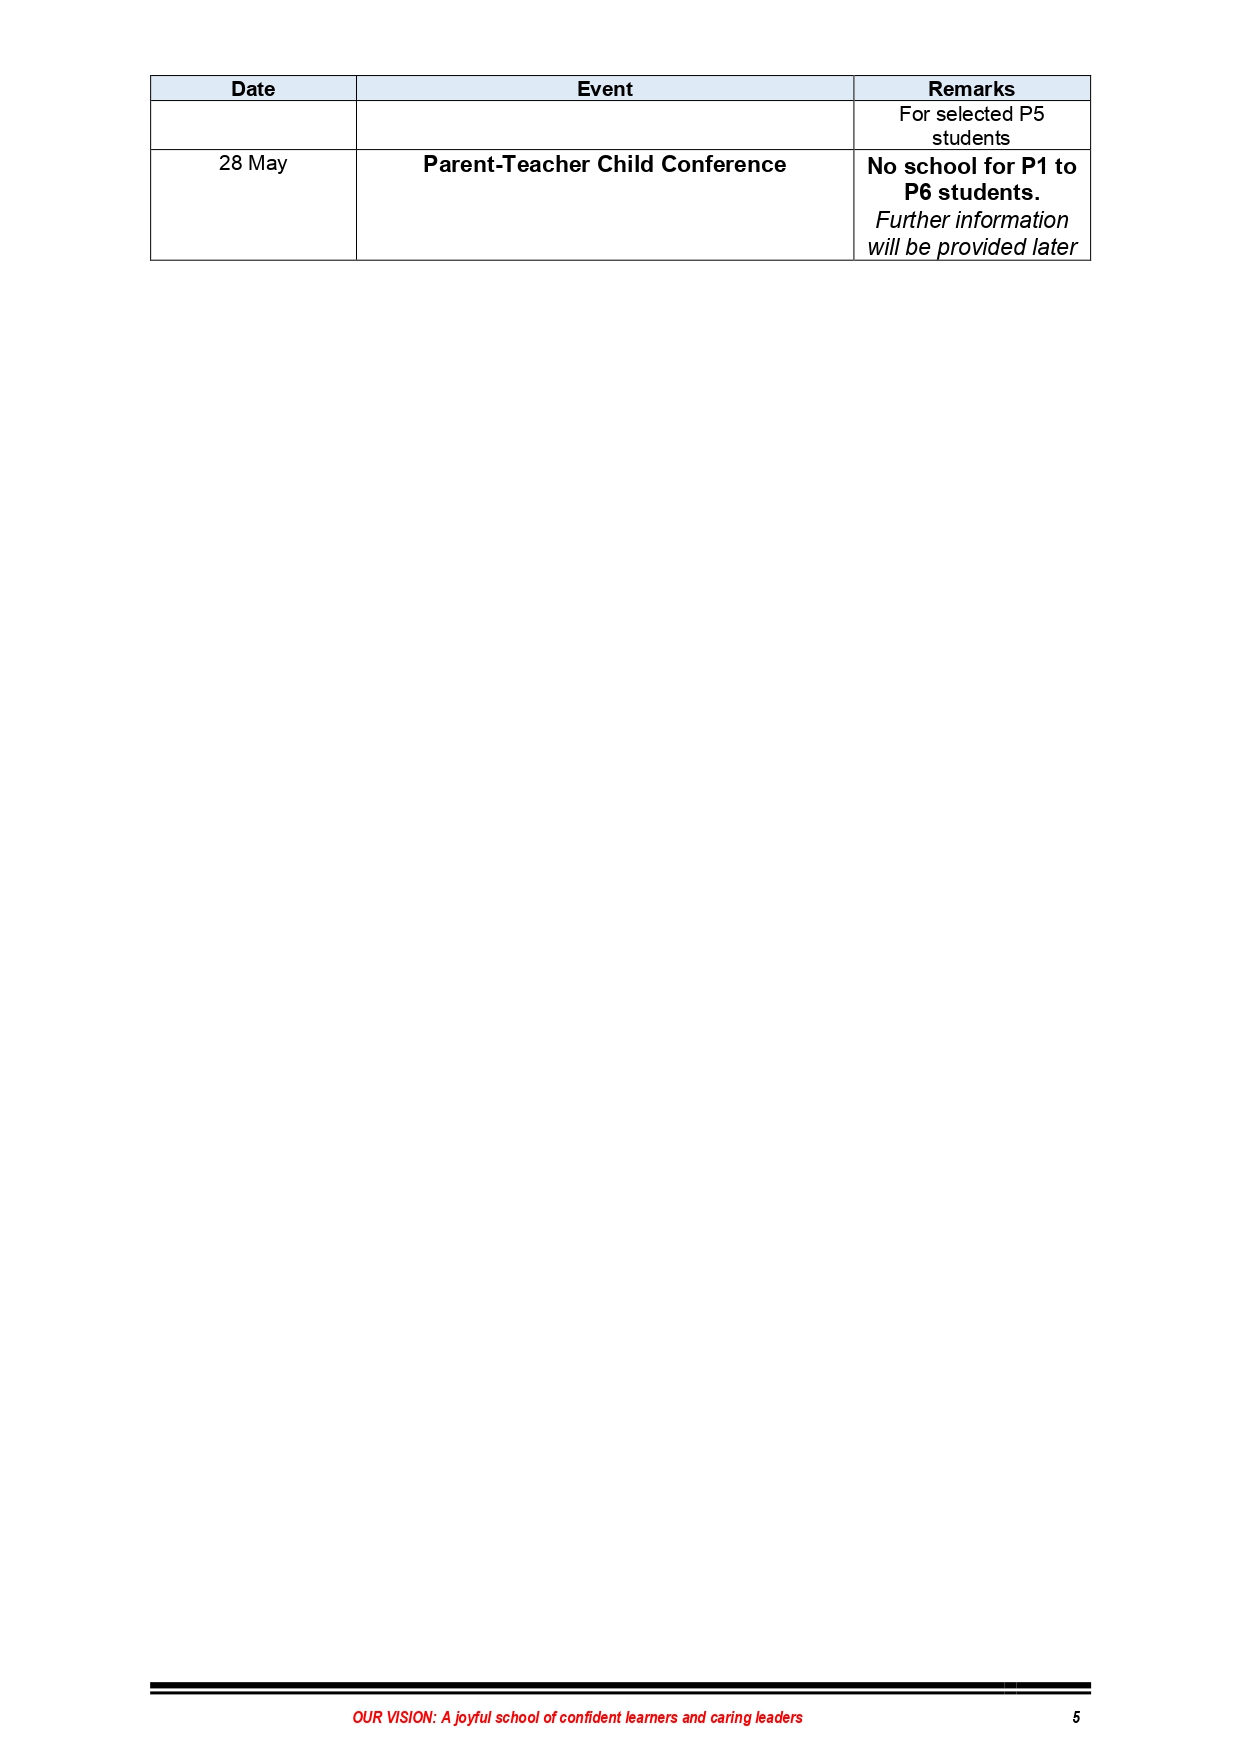 Date Event Remarks
For selected P5
students
28 May Parent-Teacher Child Conference No school for P1 to
P6 students.
Further information
will be provided later
OUR VISION: A joyful school of confident learners and caring leaders 5